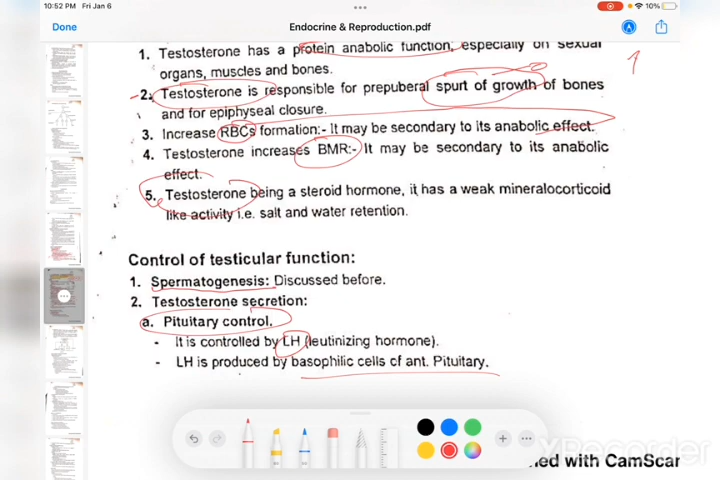 10:52 PM Fri Jan 6
10%
Done
Endocrine & Reproduction.pdf
1. Testosterone has a protein anabolic function, especially on sexual
organs, muscles and bones.
2. Testosterone is responsible for prepuberal spurt of growth of bones
and for epiphyseal closure.
3. Increase RBCs formation:- It may be secondary to its anabolic effect.
4. Testosterone increases BMR:- It may be secondary to its anabolic
effect.
5. Testosterone being a steroid hormone, it has a weak mineralocorticoid
like activity i.e. salt and water retention.
Control of testicular function:
1. Spermatogenesis: Discussed before.
2. Testosterone secretion:
a. Pituitary control.
- It is controlled by LH (leutinizing hormone).
- LH is produced by basophilic cells of ant. Pituitary.
XRecorder
ned with CamScar